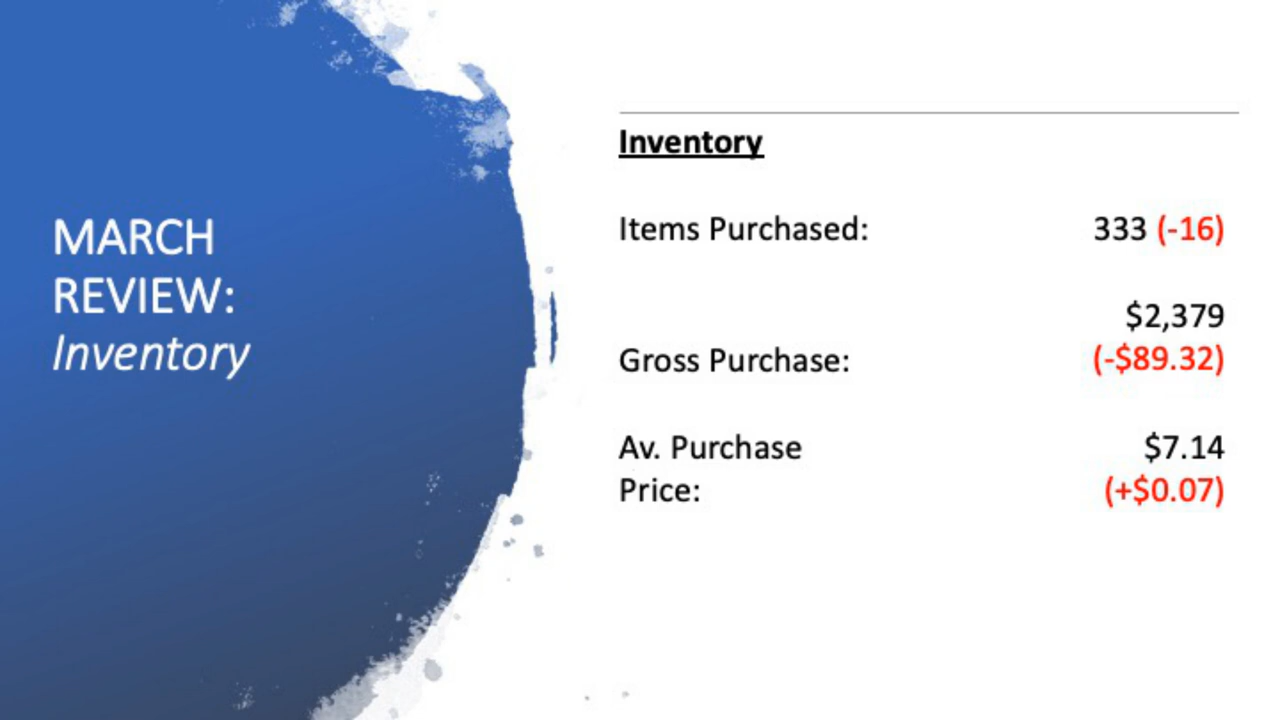 MARCH
REVIEW:
Inventory
Inventory
Items Purchased: 333 (-16)
$2,379
Gross Purchase: (-$89.32)
Av. Purchase $7.14
Price: (+$0.07)